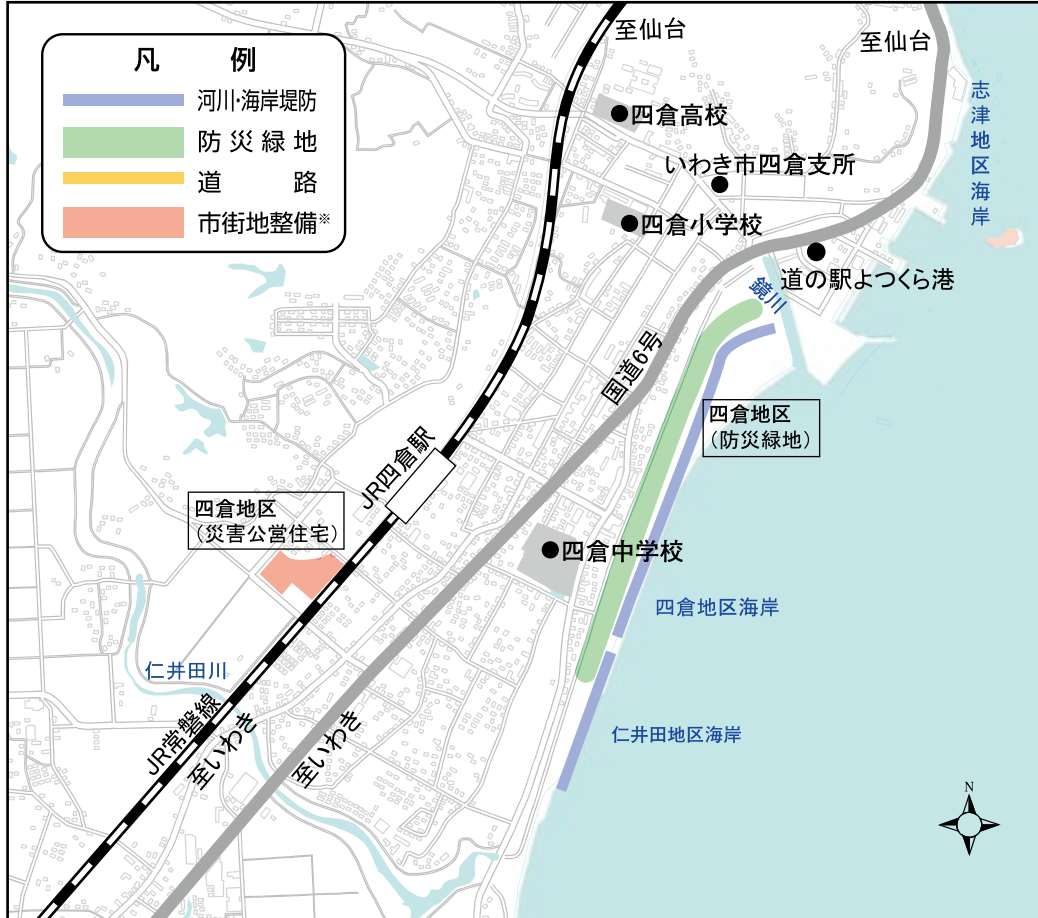 凡 例
河川・海岸堤防
防災緑地
道路
市街地整備※
至仙台
至仙台
志津地区海岸
四倉高校
いわき市四倉支所
四倉小学校
道の駅よつくら港
鏡川
国道6号
四倉地区
（防災緑地）
JR四倉駅
四倉地区
（災害公営住宅）
四倉中学校
四倉地区海岸
仁井田川
仁井田地区海岸
JR常磐線
至いわき
至いわき
N